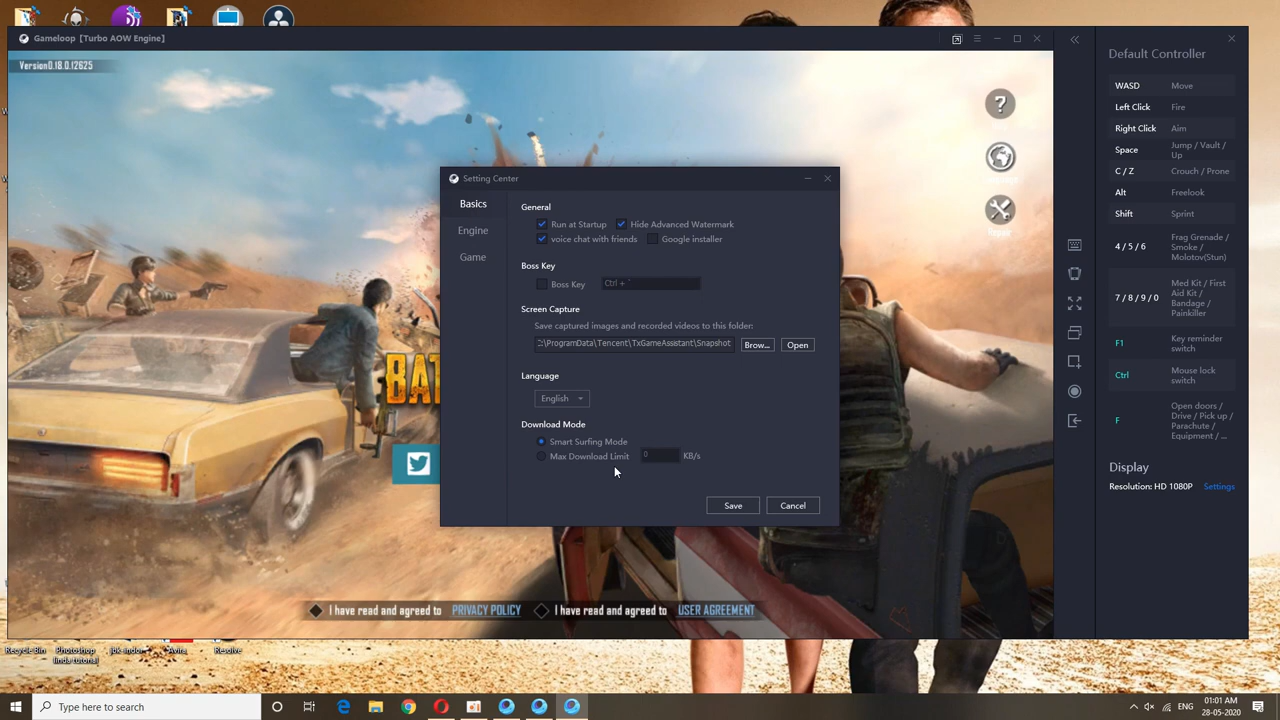 Gameloop [Turbo AOW Engine]
Version0.18.0.12625
Repair
BAT
I have read and agreed to PRIVACY POLICY
I have read and agreed to USER AGREEMENT
Setting Center
Basics
Engine
Game
General
Run at Startup
Hide Advanced Watermark
voice chat with friends
Google installer
Boss Key
Boss Key
Ctrl + `
Screen Capture
Save captured images and recorded videos to this folder:
:\ProgramData\Tencent\TxGameAssistant\Snapshot
Brow...
Open
Language
English
Download Mode
Smart Surfing Mode
Max Download Limit
0
KB/s
Save
Cancel
Default Controller
WASD Move
Left Click Fire
Right Click Aim
Space Jump / Vault /
Up
C / Z Crouch / Prone
Alt Freelook
Shift Sprint
4 / 5 / 6 Frag Grenade /
Smoke /
Molotov(Stun)
7 / 8 / 9 / 0 Med Kit / First
Aid Kit /
Bandage /
Painkiller
F1 Key reminder
switch
Ctrl Mouse lock
switch
F Open doors /
Drive / Pick up /
Parachute /
Equipment / ...
Display
Resolution: HD 1080P Settings
Recycle Bin
Photoshop
linda tutorial
Avira
Resolve
Type here to search
ENG
01:01 AM
28-05-2020